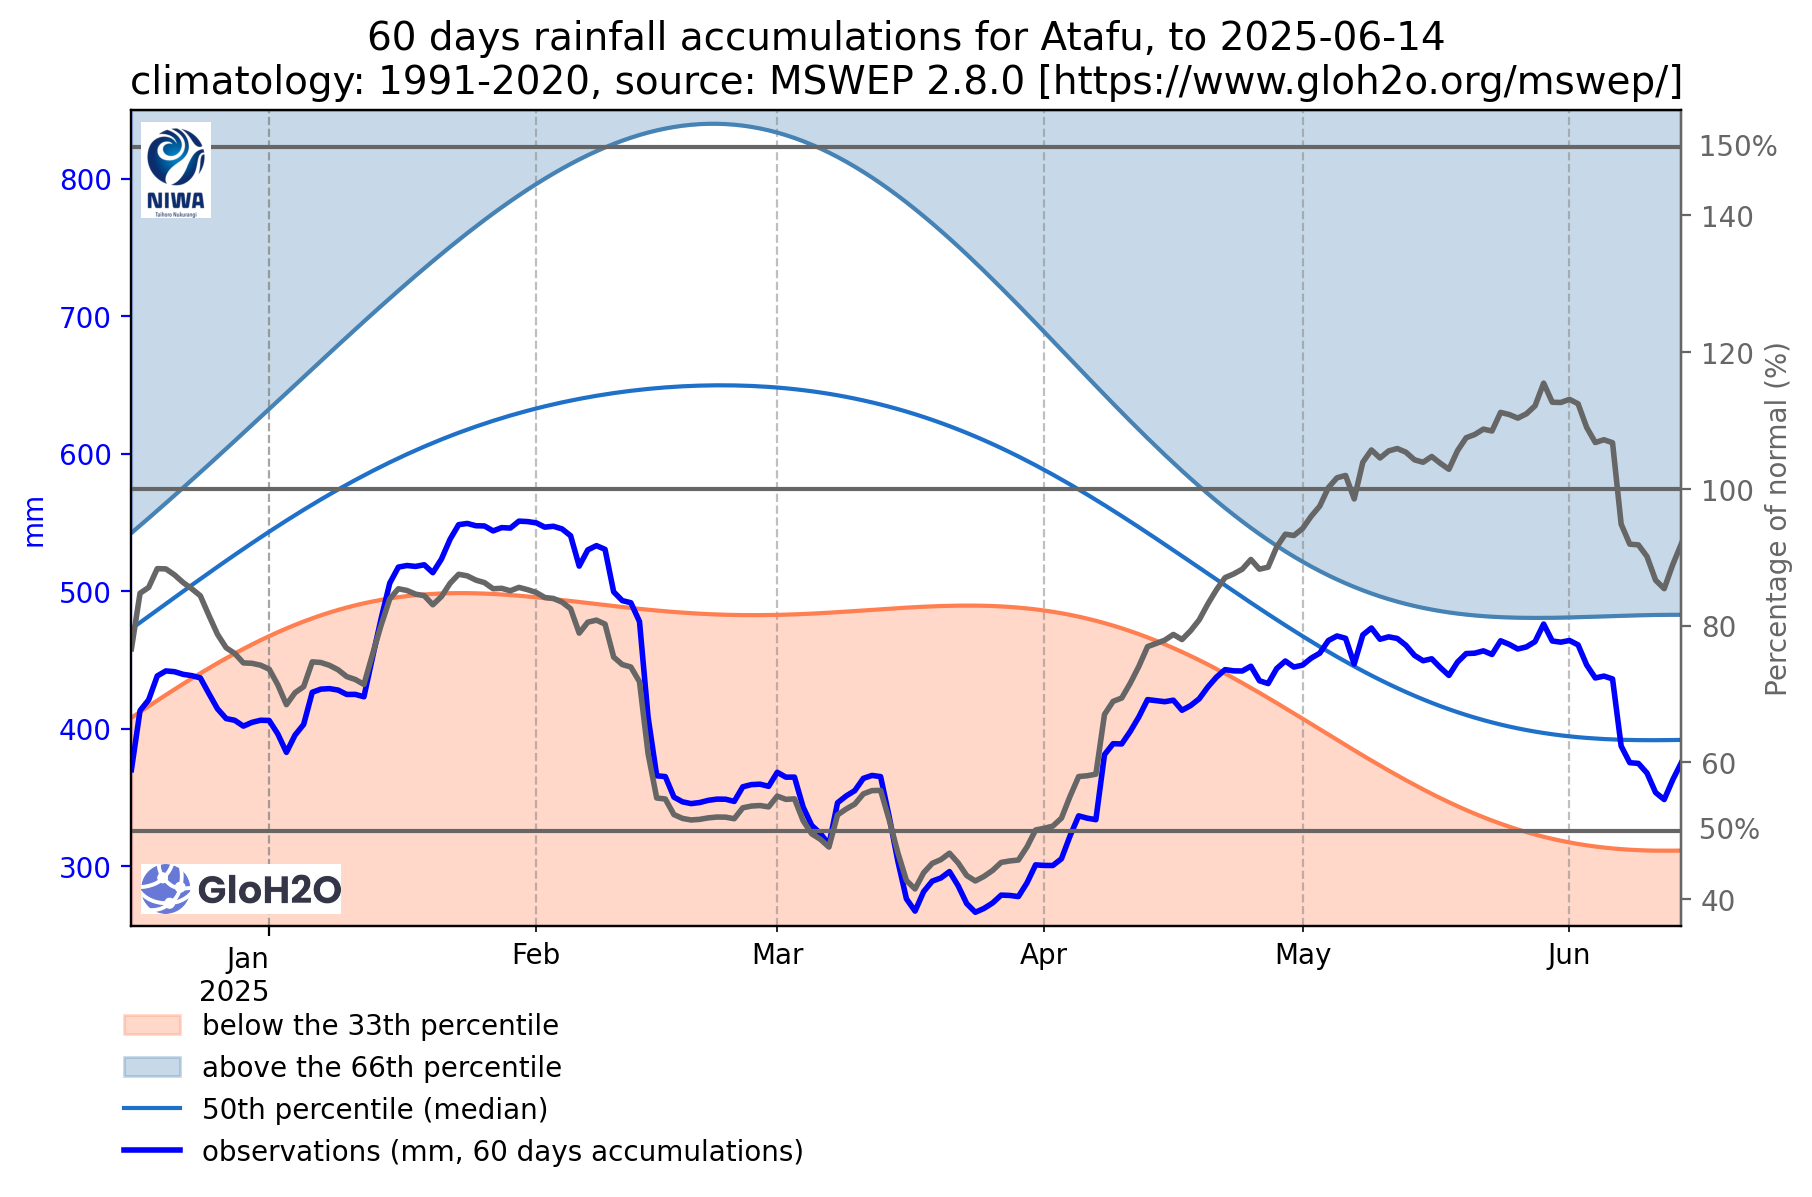 60 days rainfall accumulations for Atafu, to 2025-06-14
climatology: 1991-2020, source: MSWEP 2.8.0 [https://www.gloh2o.org/mswep/]
NIWA
Taihoro Nukurangi
800
700
600
500
400
300
mm
150%
140
120
100
80
60
50%
40
Percentage of normal (%)
GloH2O
Jan
2025
Feb
Mar
Apr
May
Jun
below the 33th percentile
above the 66th percentile
50th percentile (median)
observations (mm, 60 days accumulations)